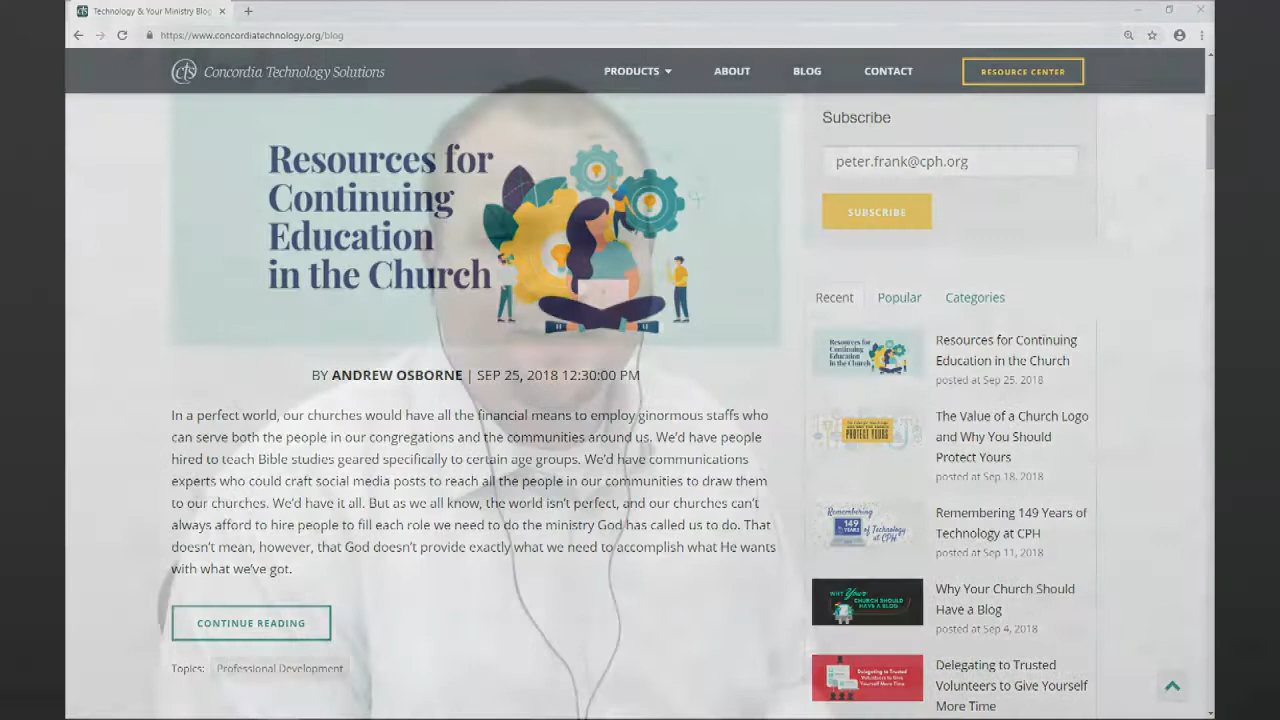 Technology & Your Ministry Blog
https://www.concordiatechnology.org/blog
cts Concordia Technology Solutions
PRODUCTS
ABOUT
BLOG
CONTACT
RESOURCE CENTER
Resources for
Continuing
Education
in the Church
BY ANDREW OSBORNE | SEP 25, 2018 12:30:00 PM
In a perfect world, our churches would have all the financial means to employ ginormous staffs who
can serve both the people in our congregations and the communities around us. We'd have people
hired to teach Bible studies geared specifically to certain age groups. We'd have communications
experts who could craft social media posts to reach all the people in our communities to draw them
to our churches. We'd have it all. But as we all know, the world isn't perfect, and our churches can't
always afford to hire people to fill each role we need to do the ministry God has called us to do. That
doesn't mean, however, that God doesn't provide exactly what we need to accomplish what He wants
with what we've got.
CONTINUE READING
Topics: Professional Development
Subscribe
peter.frank@cph.org
SUBSCRIBE
Recent
Popular
Categories
Resources for
Continuing
Education
in the Church
Resources for Continuing
Education in the Church
posted at Sep 25, 2018
PROTECT YOURS
The Value of a Church Logo
and Why You Should
Protect Yours
posted at Sep 18, 2018
Remembering
149
YEARS
of Technology
at CPH
Remembering 149 Years of
Technology at CPH
posted at Sep 11, 2018
WHY Your
CHURCH SHOULD
HAVE A BLOG
Why Your Church Should
Have a Blog
posted at Sep 4, 2018
Delegating to Trusted
Volunteers to Give
Yourself More Time
Delegating to Trusted
Volunteers to Give Yourself
More Time